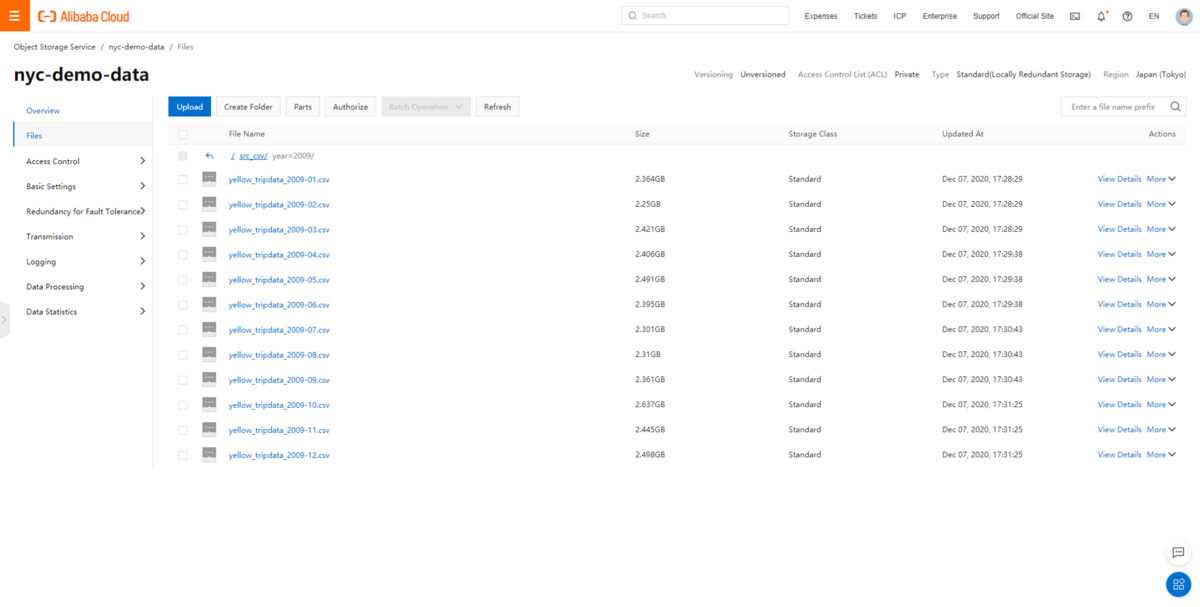 Alibaba Cloud
Search
Expenses Tickets ICP Enterprise Support Official Site EN
Object Storage Service / nyc-demo-data / Files
nyc-demo-data
Versioning Unversioned Access Control List (ACL) Private Type Standard(Locally Redundant Storage) Region Japan (Tokyo)
Overview
Files
Access Control
Basic Settings
Redundancy for Fault Tolerance
Transmission
Logging
Data Processing
Data Statistics
Upload Create Folder Parts Authorize Batch Operation Refresh Enter a file name prefix
File Name Size Storage Class Updated At Actions
/ src_csv/ year=2009/
yellow_tripdata_2009-01.csv 2.364GB Standard Dec 07, 2020, 17:28:29 View Details More
yellow_tripdata_2009-02.csv 2.25GB Standard Dec 07, 2020, 17:28:29 View Details More
yellow_tripdata_2009-03.csv 2.421GB Standard Dec 07, 2020, 17:28:29 View Details More
yellow_tripdata_2009-04.csv 2.406GB Standard Dec 07, 2020, 17:29:38 View Details More
yellow_tripdata_2009-05.csv 2.491GB Standard Dec 07, 2020, 17:29:38 View Details More
yellow_tripdata_2009-06.csv 2.395GB Standard Dec 07, 2020, 17:29:38 View Details More
yellow_tripdata_2009-07.csv 2.301GB Standard Dec 07, 2020, 17:30:43 View Details More
yellow_tripdata_2009-08.csv 2.31GB Standard Dec 07, 2020, 17:30:43 View Details More
yellow_tripdata_2009-09.csv 2.361GB Standard Dec 07, 2020, 17:30:43 View Details More
yellow_tripdata_2009-10.csv 2.637GB Standard Dec 07, 2020, 17:31:25 View Details More
yellow_tripdata_2009-11.csv 2.445GB Standard Dec 07, 2020, 17:31:25 View Details More
yellow_tripdata_2009-12.csv 2.498GB Standard Dec 07, 2020, 17:31:25 View Details More